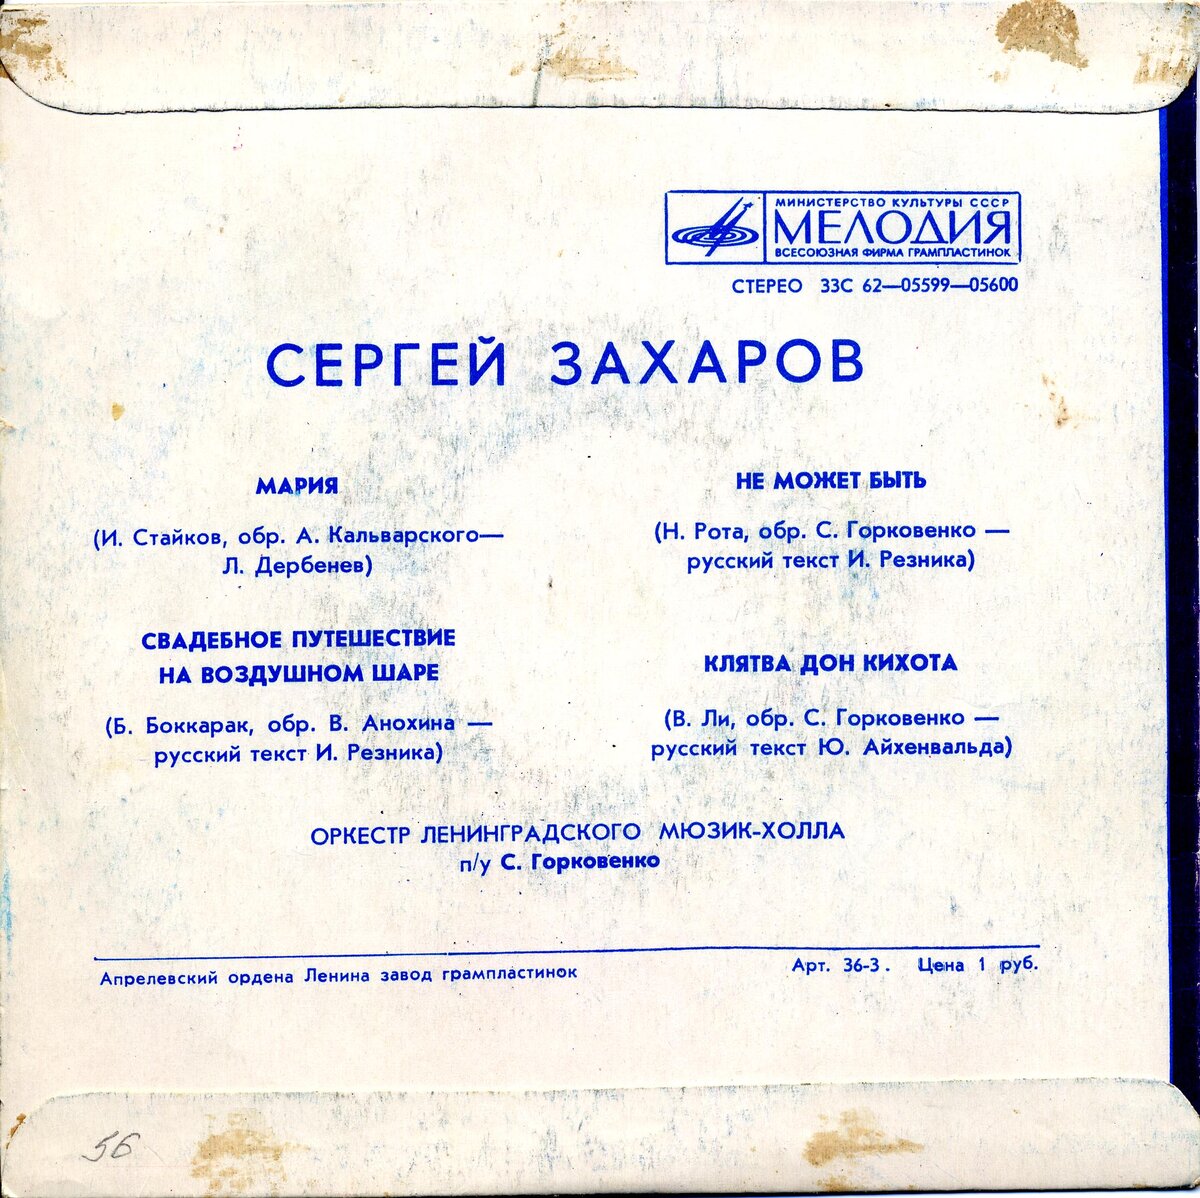 МИНИСТЕРСТВО КУЛЬТУРЫ СССР
МЕЛОДИЯ
ВСЕСОЮЗНАЯ ФИРМА ГРАМПЛАСТИНОК
СТЕРЕО 33С 62—05599—05600
СЕРГЕЙ ЗАХАРОВ
МАРИЯ
(И. Стайков, обр. А. Кальварского—
Л. Дербенев)
СВАДЕБНОЕ ПУТЕШЕСТВИЕ
НА ВОЗДУШНОМ ШАРЕ
(Б. Боккарак, обр. В. Анохина —
русский текст И. Резника)
НЕ МОЖЕТ БЫТЬ
(Н. Рота, обр. С. Горковенко —
русский текст И. Резника)
КЛЯТВА ДОН КИХОТА
(В. Ли, обр. С. Горковенко —
русский текст Ю. Айхенвальда)
ОРКЕСТР ЛЕНИНГРАДСКОГО МЮЗИК-ХОЛЛА
п/у С. Горковенко
Апрелевский ордена Ленина завод грампластинок
Арт. 36-3. Цена 1 руб.
56